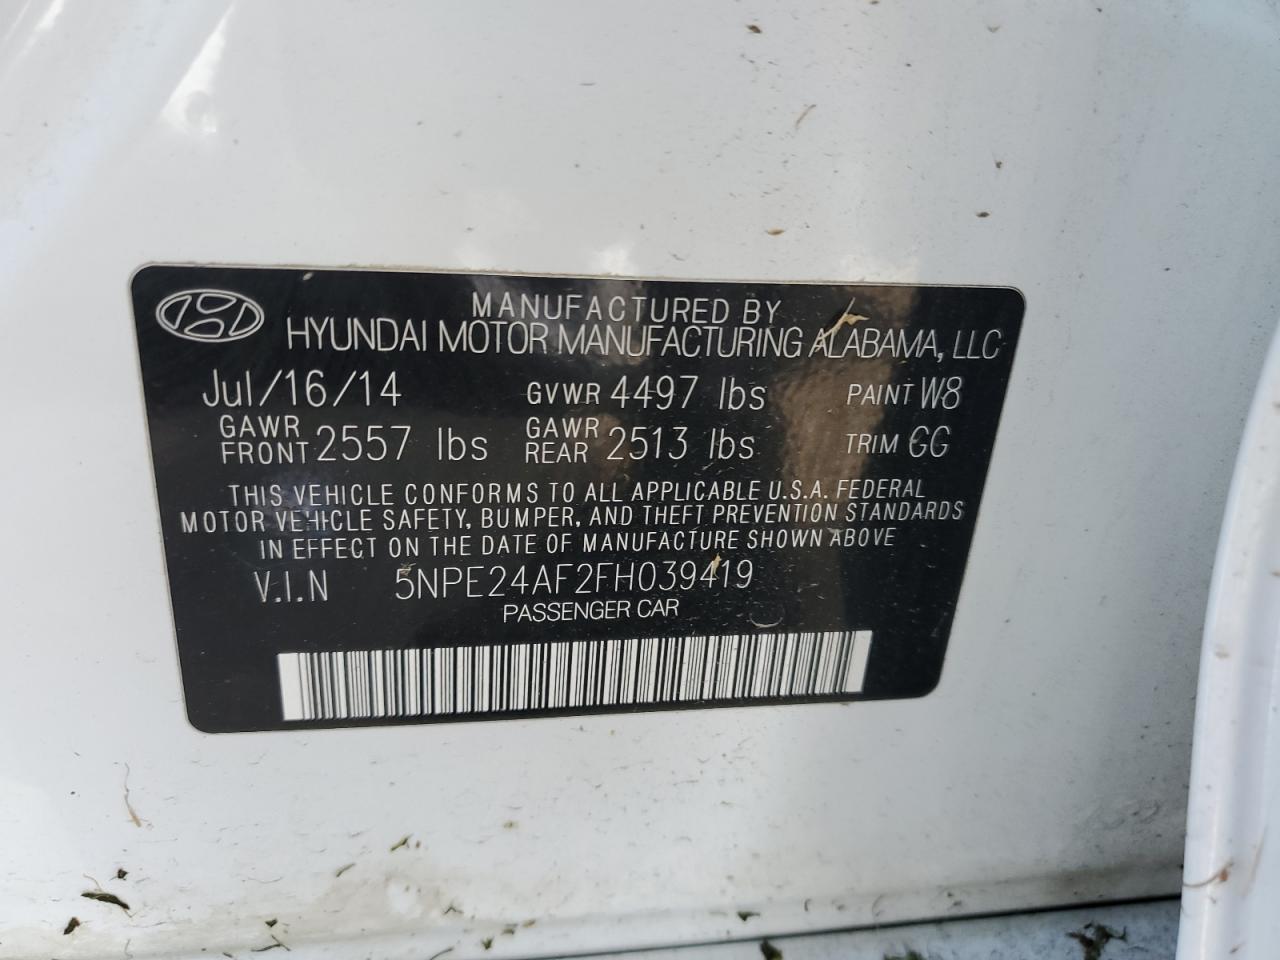 MANUFACTURED BY
HYUNDAI MOTOR MANUFACTURING ALABAMA, LLC
Jul/16/14 GVWR 4497 lbs PAINT W8
GAWR FRONT 2557 lbs GAWR REAR 2513 lbs TRIM GG
THIS VEHICLE CONFORMS TO ALL APPLICABLE U.S.A. FEDERAL
MOTOR VEHICLE SAFETY, BUMPER, AND THEFT PREVENTION STANDARDS
IN EFFECT ON THE DATE OF MANUFACTURE SHOWN ABOVE
V.I.N 5NPE24AF2FH039419
PASSENGER CAR